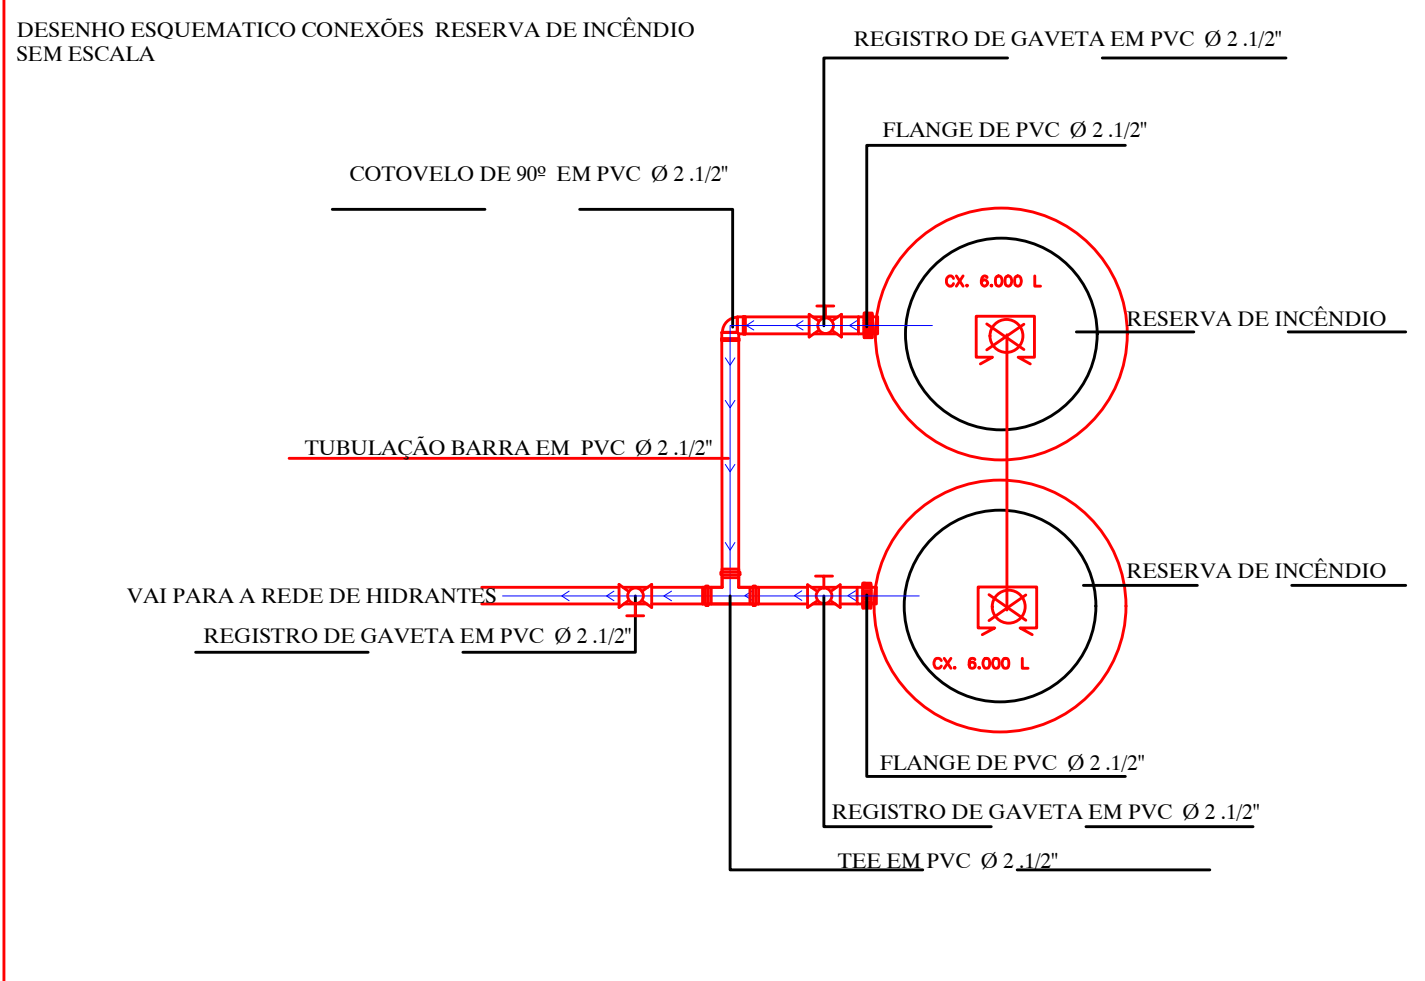 DESENHO ESQUEMATICO CONEXÕES RESERVA DE INCÊNDIO
SEM ESCALA
REGISTRO DE GAVETA EM PVC Ø 2 .1/2"
FLANGE DE PVC Ø 2 .1/2"
COTOVELO DE 90º EM PVC Ø 2 .1/2"
CX. 6.000 L
RESERVA DE INCÊNDIO
TUBULAÇÃO BARRA EM PVC Ø 2 .1/2"
RESERVA DE INCÊNDIO
VAI PARA A REDE DE HIDRANTES
REGISTRO DE GAVETA EM PVC Ø 2 .1/2"
CX. 6.000 L
FLANGE DE PVC Ø 2 .1/2"
REGISTRO DE GAVETA EM PVC Ø 2 .1/2"
TEE EM PVC Ø 2 .1/2"